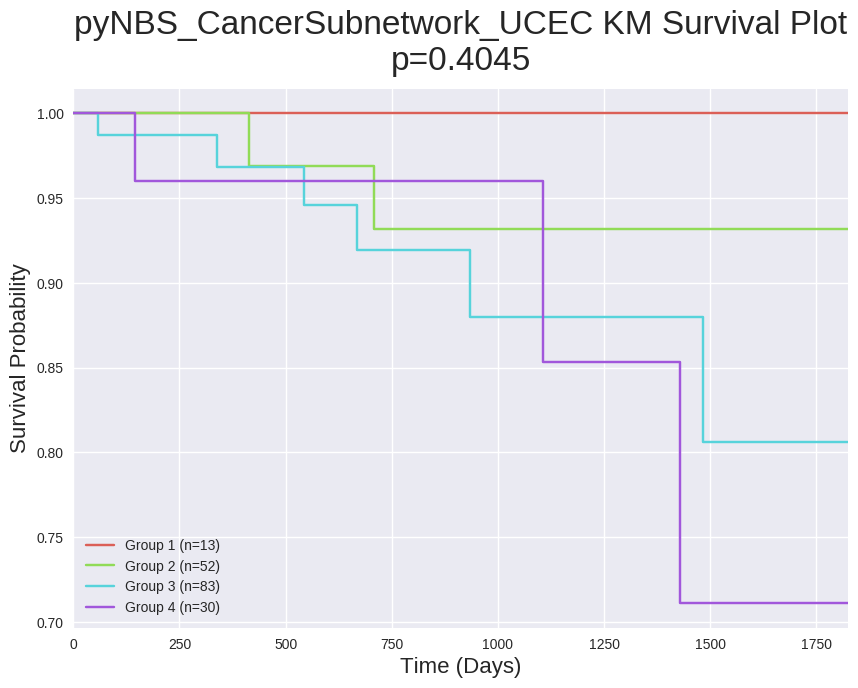 pyNBS_CancerSubnetwork_UCEC KM Survival Plot
p=0.4045
Survival Probability
1.00
0.95
0.90
0.85
0.80
0.75
0.70
Group 1 (n=13)
Group 2 (n=52)
Group 3 (n=83)
Group 4 (n=30)
0 250 500 750 1000 1250 1500 1750
Time (Days)